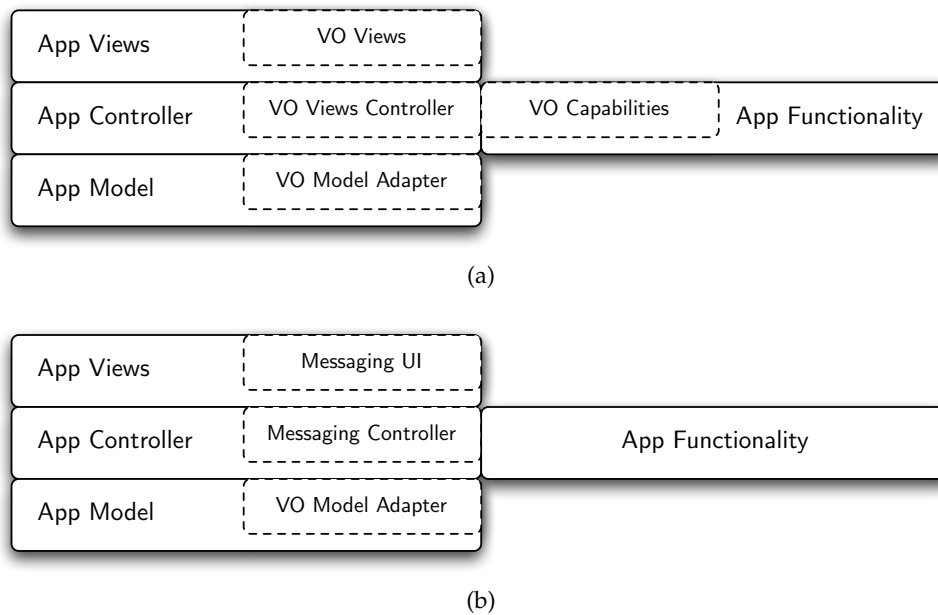 App Views
VO Views
App Controller
VO Views Controller
VO Capabilities
App Functionality
App Model
VO Model Adapter
(a)
App Views
Messaging UI
App Controller
Messaging Controller
App Functionality
App Model
VO Model Adapter
(b)